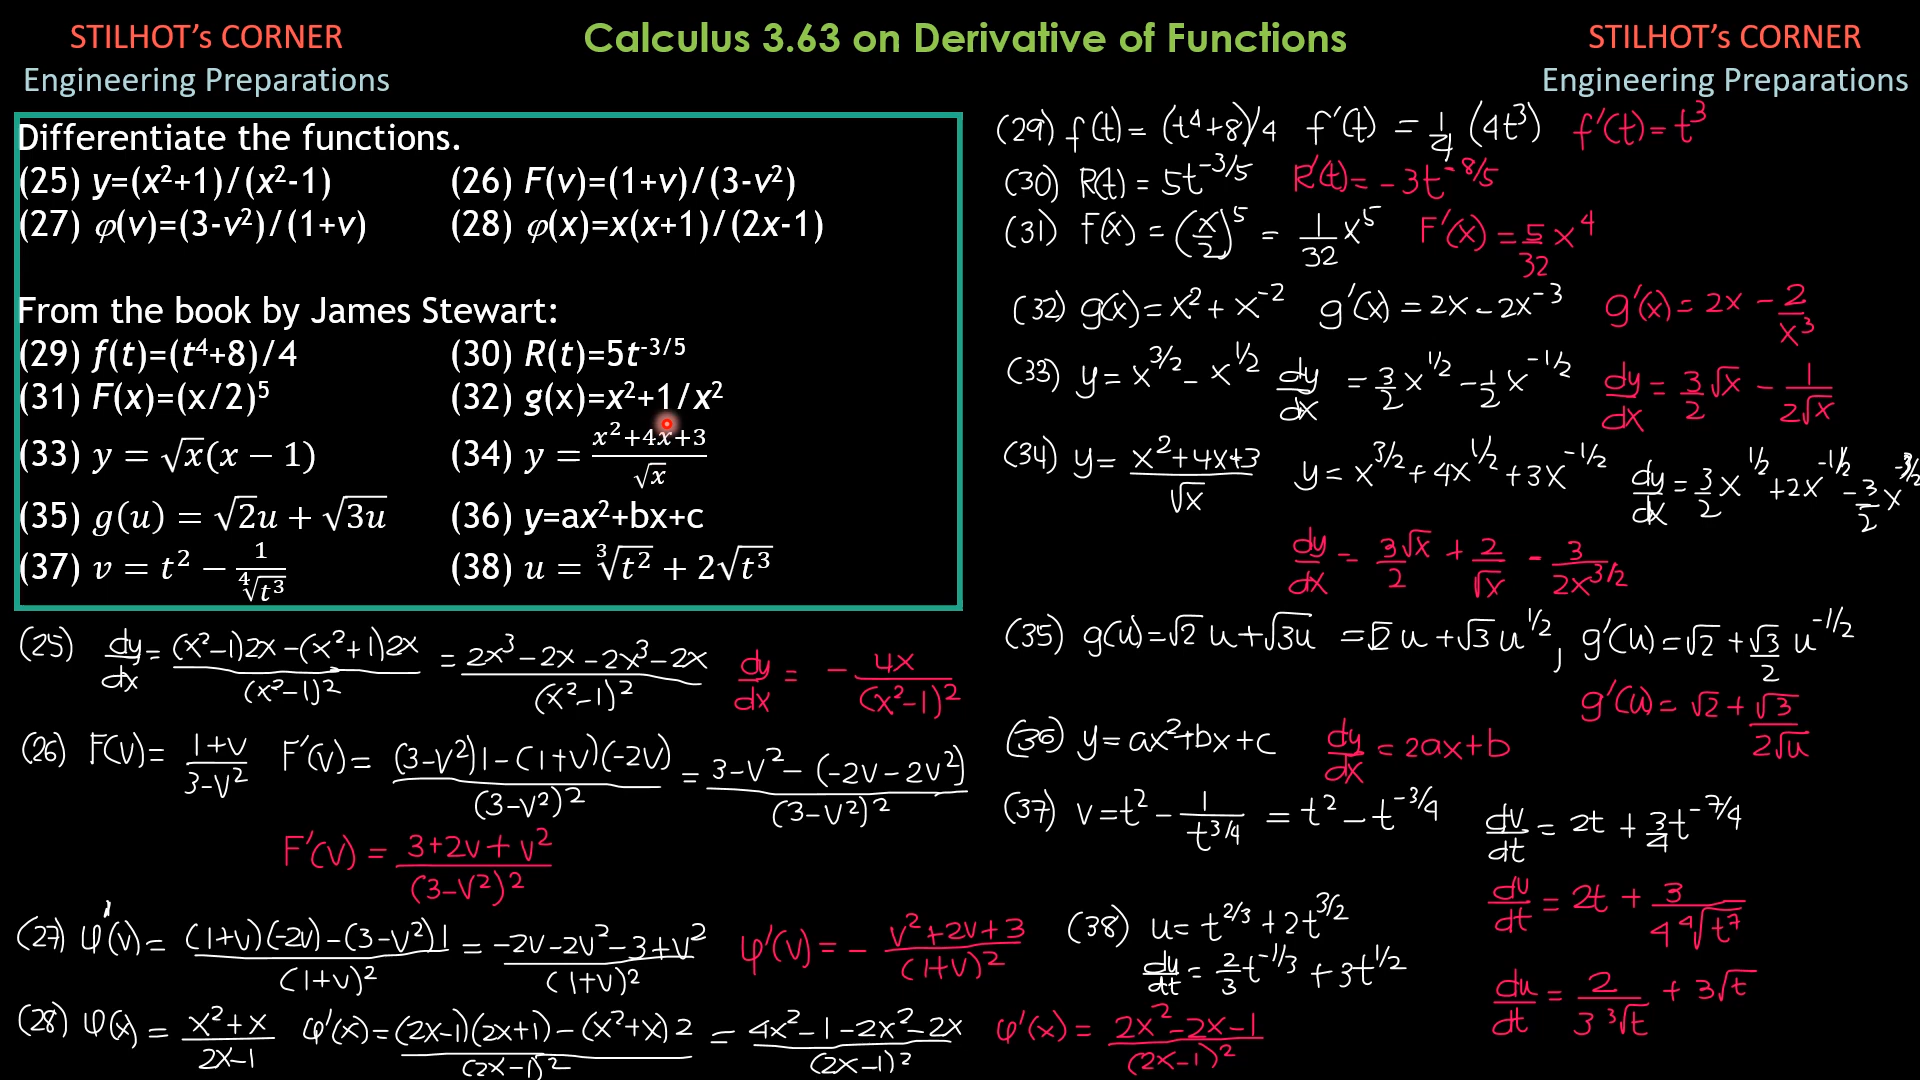 STILHOT's CORNER
Engineering Preparations
Calculus 3.63 on Derivative of Functions
STILHOT's CORNER
Engineering Preparations
Differentiate the functions.
(25) y=(x²+1)/(x²-1) (26) F(v)=(1+v)/(3-v²)
(27) φ(v)=(3-v²)/(1+v) (28) φ(x)=x(x+1)/(2x-1)
From the book by James Stewart:
(29) f(t)=(t⁴+8)/4 (30) R(t)=5t^(-3/5)
(31) F(x)=(x/2)⁵ (32) g(x)=x²+1/x²
(33) y = √x(x − 1) (34) y = (x²+4x+3)/√x
(35) g(u) = √2u + √(3u) (36) y=ax²+bx+c
(37) v = t² − 1/⁴√(t³) (38) u = ³√(t²) + 2√(t³)
(25) dy/dx = ((x²-1)2x-(x²+1)2x)/(x²-1)² = (2x³-2x-2x³-2x)/(x²-1)² dy/dx = - 4x/(x²-1)²
(26) F(v)= (1+v)/(3-v²) F'(v)= ((3-v²)1-(1+v)(-2v))/(3-v²)² = (3-v²-(-2v-2v²))/(3-v²)²
F'(v) = (3+2v+v²)/(3-v²)²
(27) φ'(v)= ((1+v)(-2v)-(3-v²)1)/(1+v)² = (-2v-2v²-3+v²)/(1+v)² φ'(v)= - (v²+2v+3)/(1+v)²
(28) φ(x) = (x²+x)/(2x-1) φ'(x)= ((2x-1)(2x+1)-(x²+x)2)/(2x-1)² = (4x²-1-2x²-2x)/(2x-1)² φ'(x) = (2x²-2x-1)/(2x-1)²
(29) f(t)= (t⁴+8)/4 f'(t) = 1/4 (4t³) f'(t)= t³
(30) R(t) = 5t^(-3/5) R'(t)= -3t^(-8/5)
(31) f(x) = (x/2)⁵ = 1/32 x⁵ F'(x) = 5/32 x⁴
(32) g(x)= x² + x⁻² g'(x) = 2x-2x⁻³ g'(x)= 2x - 2/x³
(33) y= x^(3/2) - x^(1/2) dy/dx = 3/2 x^(1/2) - 1/2 x^(-1/2) dy/dx = 3/2 √x - 1/(2√x)
(34) y= (x²+4x+3)/√x y= x^(3/2) + 4x^(1/2) + 3x^(-1/2) dy/dx = 3/2 x^(1/2) + 2x^(-1/2) - 3/2 x^(-3/2)
dy/dx = 3√x/2 + 2/√x - 3/(2x^(3/2))
(35) g(u)=√2 u+√(3u) =√2 u+√3 u^(1/2), g'(u)=√2 + √3/2 u^(-1/2)
g'(u)= √2 + √3/(2√u)
(36) y=ax²+bx+c dy/dx = 2ax+b
(37) v=t² - 1/t^(3/4) = t² - t^(-3/4) dv/dt = 2t + 3/4 t^(-7/4)
dv/dt = 2t + 3/(4 ⁴√(t⁷))
(38) u= t^(2/3) + 2t^(3/2)
du/dt = 2/3 t^(-1/3) + 3t^(1/2)
du/dt = 2/(3 ³√t) + 3√t